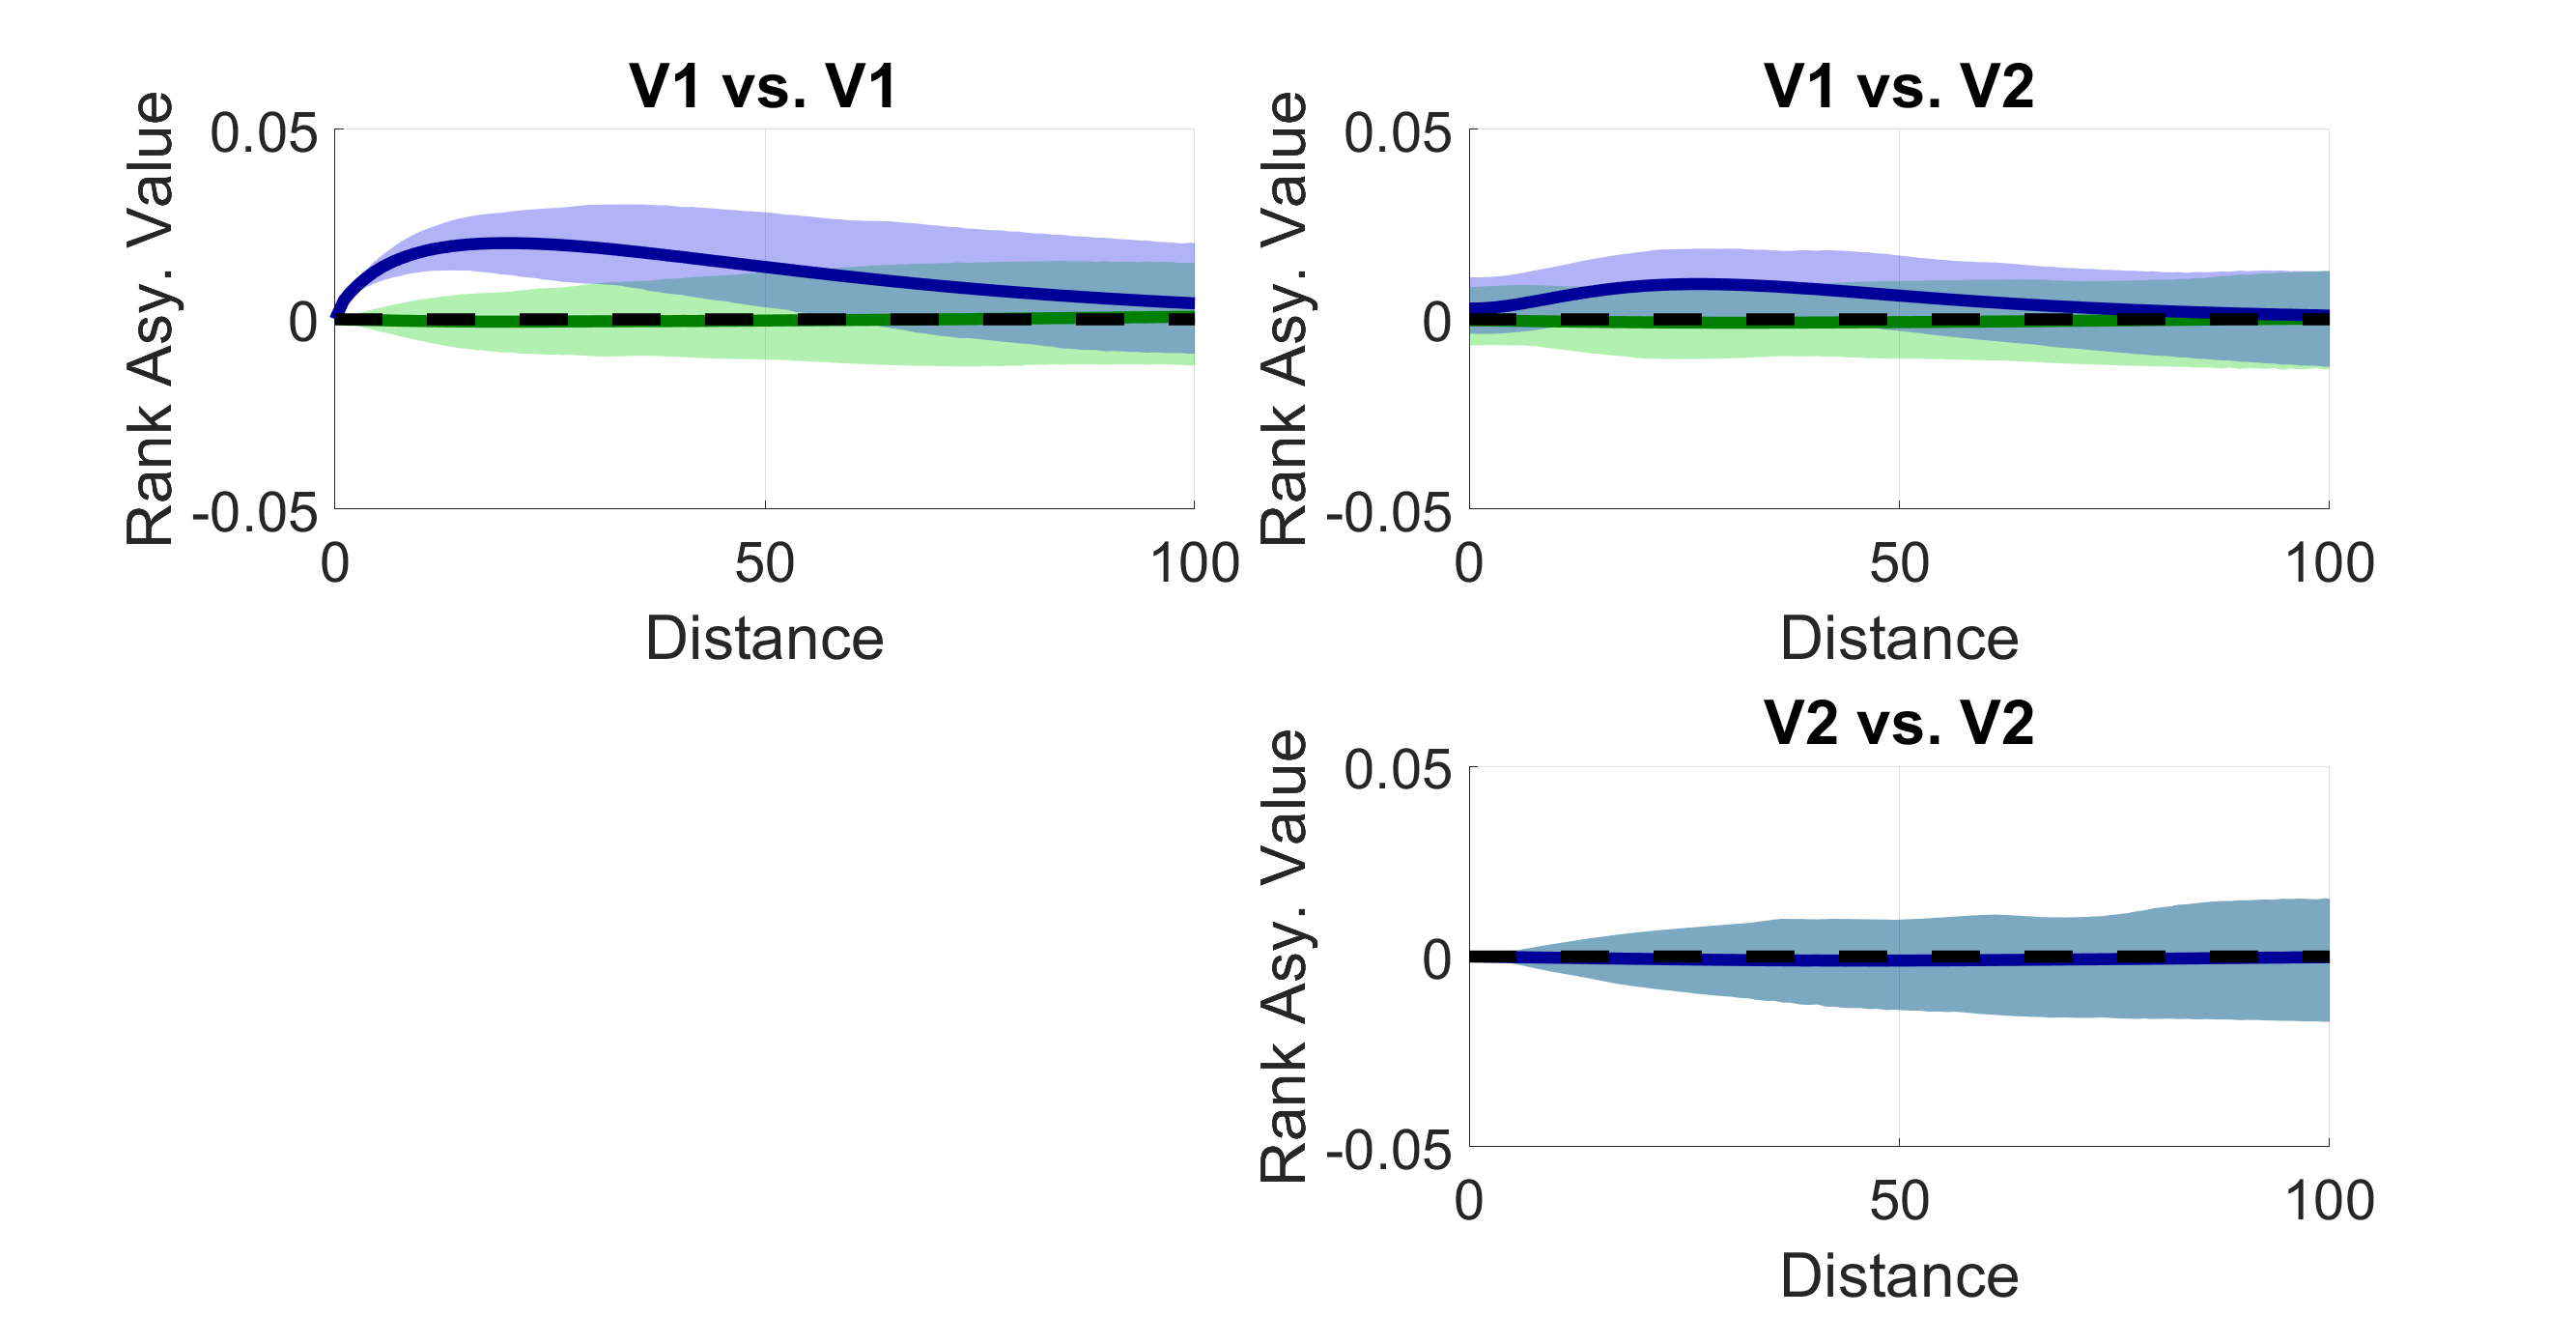 V1 vs. V1
Rank Asy. Value
0.05
0
-0.05
0 50 100
Distance
V1 vs. V2
Rank Asy. Value
0.05
0
-0.05
0 50 100
Distance
V2 vs. V2
Rank Asy. Value
0.05
0
-0.05
0 50 100
Distance